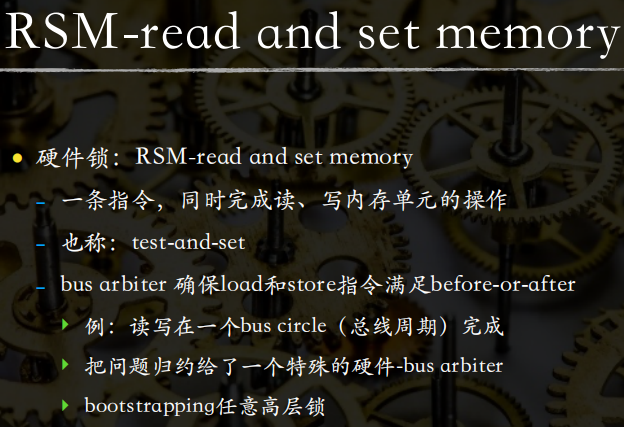 RSM-read and set memory
硬件锁：RSM-read and set memory
一条指令，同时完成读、写内存单元的操作
也称：test-and-set
bus arbiter 确保load和store指令满足before-or-after
例：读写在一个bus circle（总线周期）完成
把问题归约给了一个特殊的硬件-bus arbiter
bootstrapping任意高层锁